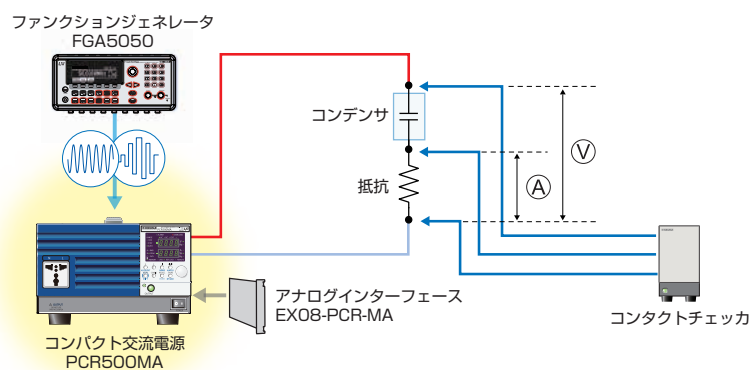 ファンクションジェネレータ
FGA5050
コンデンサ
抵抗
V
A
アナログインターフェース
EX08-PCR-MA
コンタクトチェッカ
コンパクト交流電源
PCR500MA